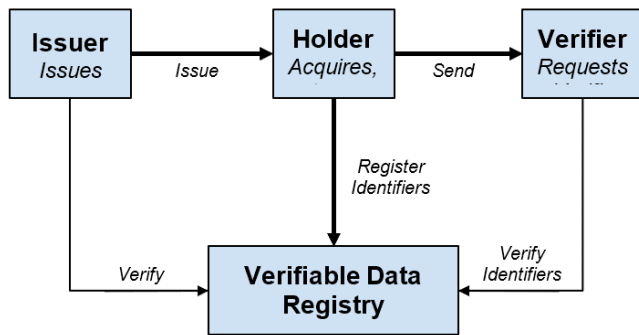 Issuer
Issues
Issue
Holder
Acquires,
Send
Verifier
Requests
Register
Identifiers
Verify
Verifiable Data
Registry
Verify
Identifiers